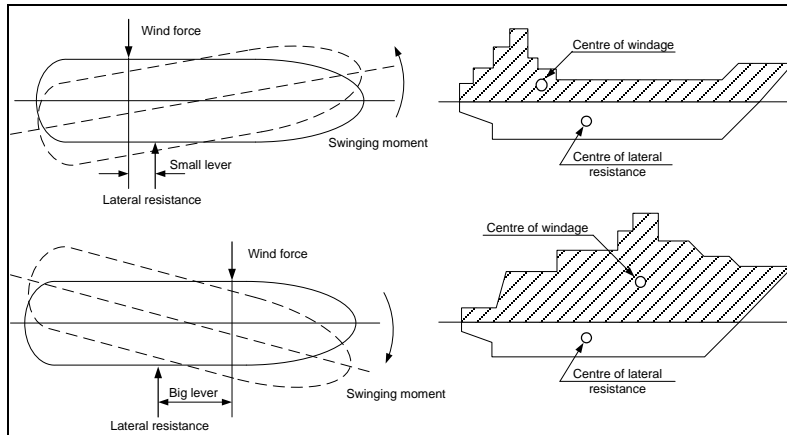 Wind force
Swinging moment
Small lever
Lateral resistance
Centre of windage
Centre of lateral
resistance
Wind force
Big lever
Swinging moment
Lateral resistance
Centre of windage
Centre of lateral
resistance